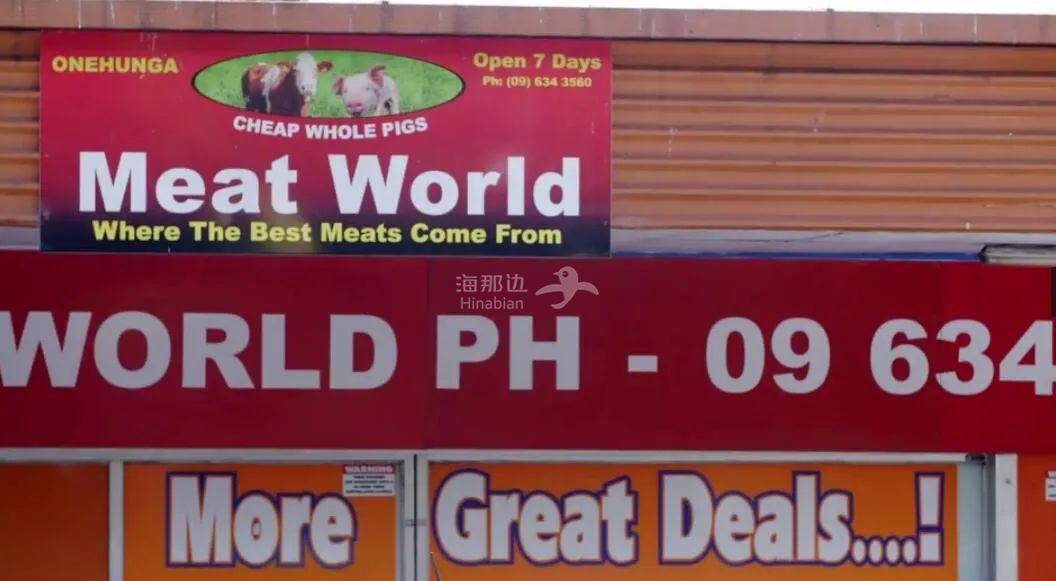 ONEHUNGA
Open 7 Days
Ph: (09) 634 3560
CHEAP WHOLE PIGS
Meat World
Where The Best Meats Come From
海那边
Hinabian
WORLD PH - 09 634
WARNING
More Great Deals....!